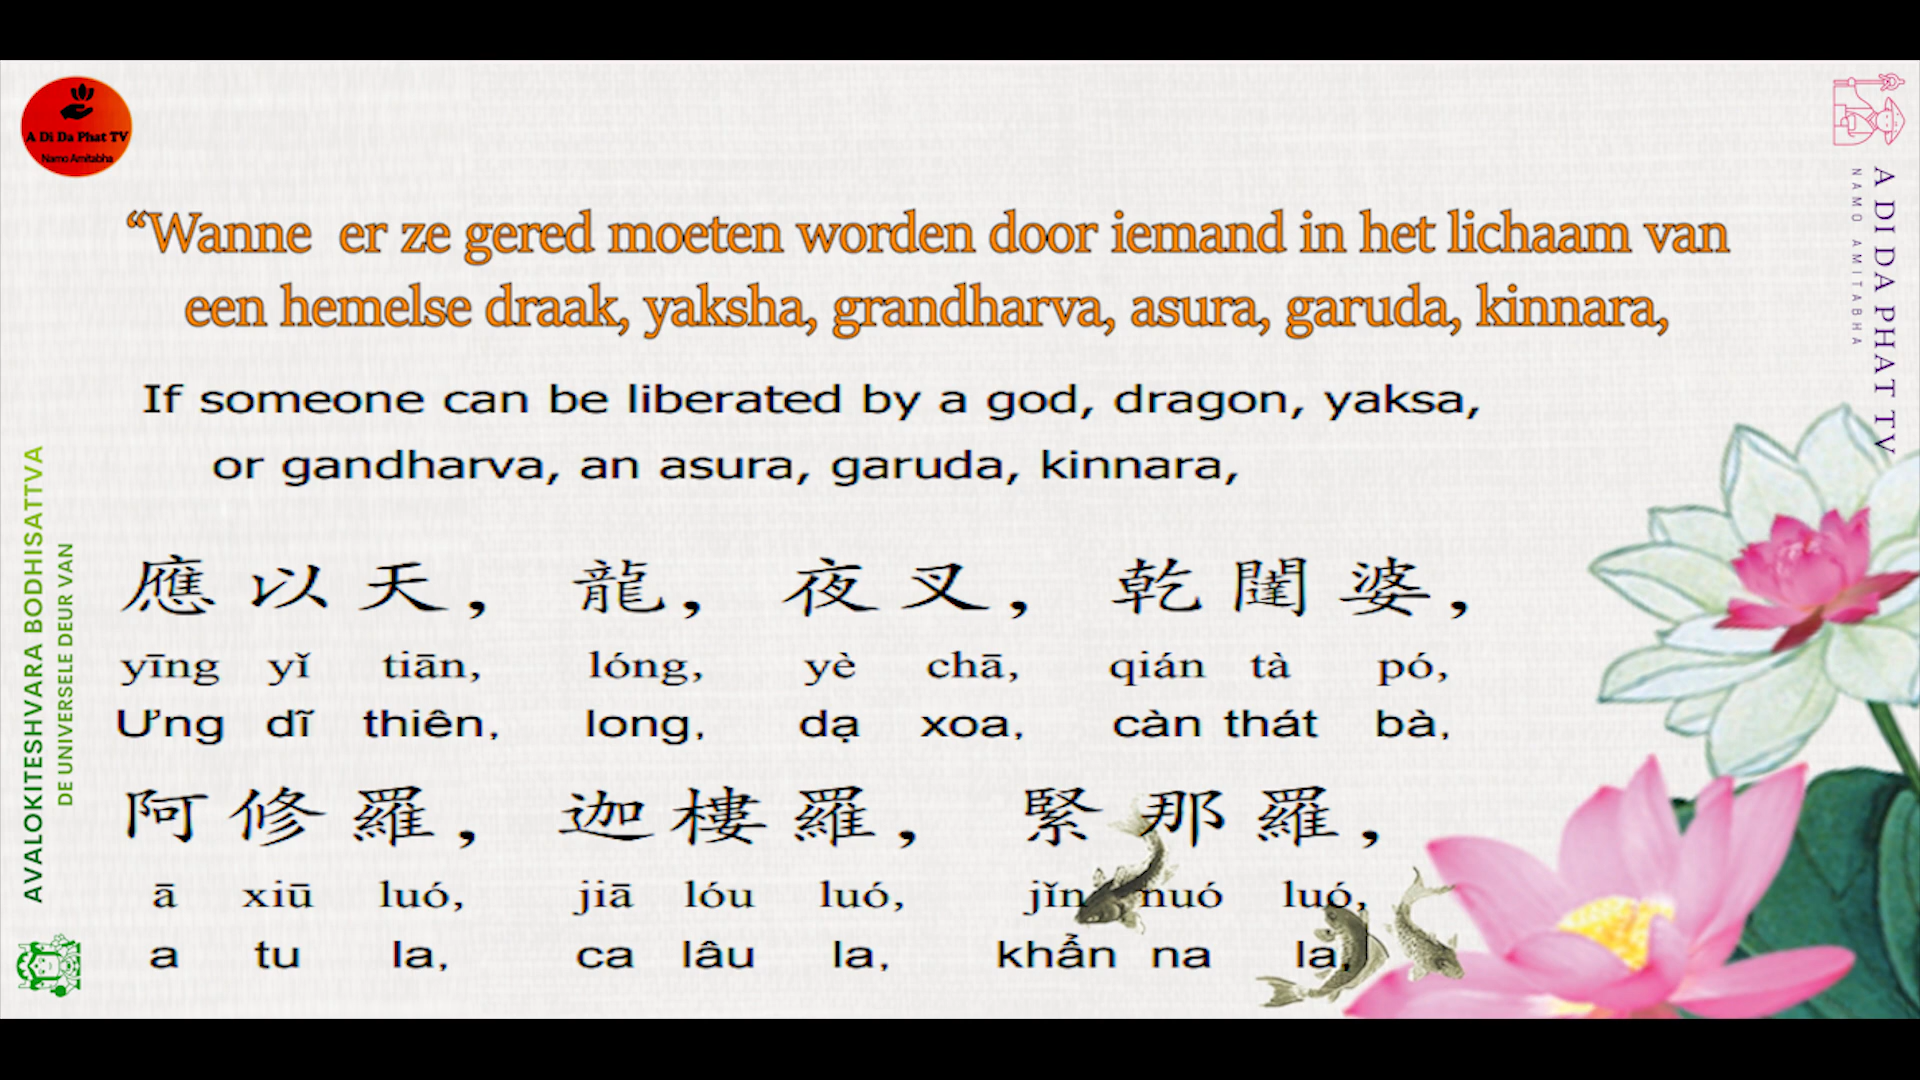 A Di Da Phat TV
Namo Amitabha
A DI DA PHAT TV
NAMO AMITABHA
“Wanne er ze gered moeten worden door iemand in het lichaam van
een hemelse draak, yaksha, grandharva, asura, garuda, kinnara,
If someone can be liberated by a god, dragon, yaksa,
or gandharva, an asura, garuda, kinnara,
應以天，龍，夜叉，乾闥婆，
yīng yǐ tiān, lóng, yè chā, qián tà pó,
Ưng dĩ thiên, long, dạ xoa, càn thát bà,
阿修羅，迦樓羅，緊那羅，
ā xiū luó, jiā lóu luó, jǐn nuó luó,
a tu la, ca lâu la, khẩn na la,
AVALOKITESHVARA BODHISATTVA
DE UNIVERSELE DEUR VAN